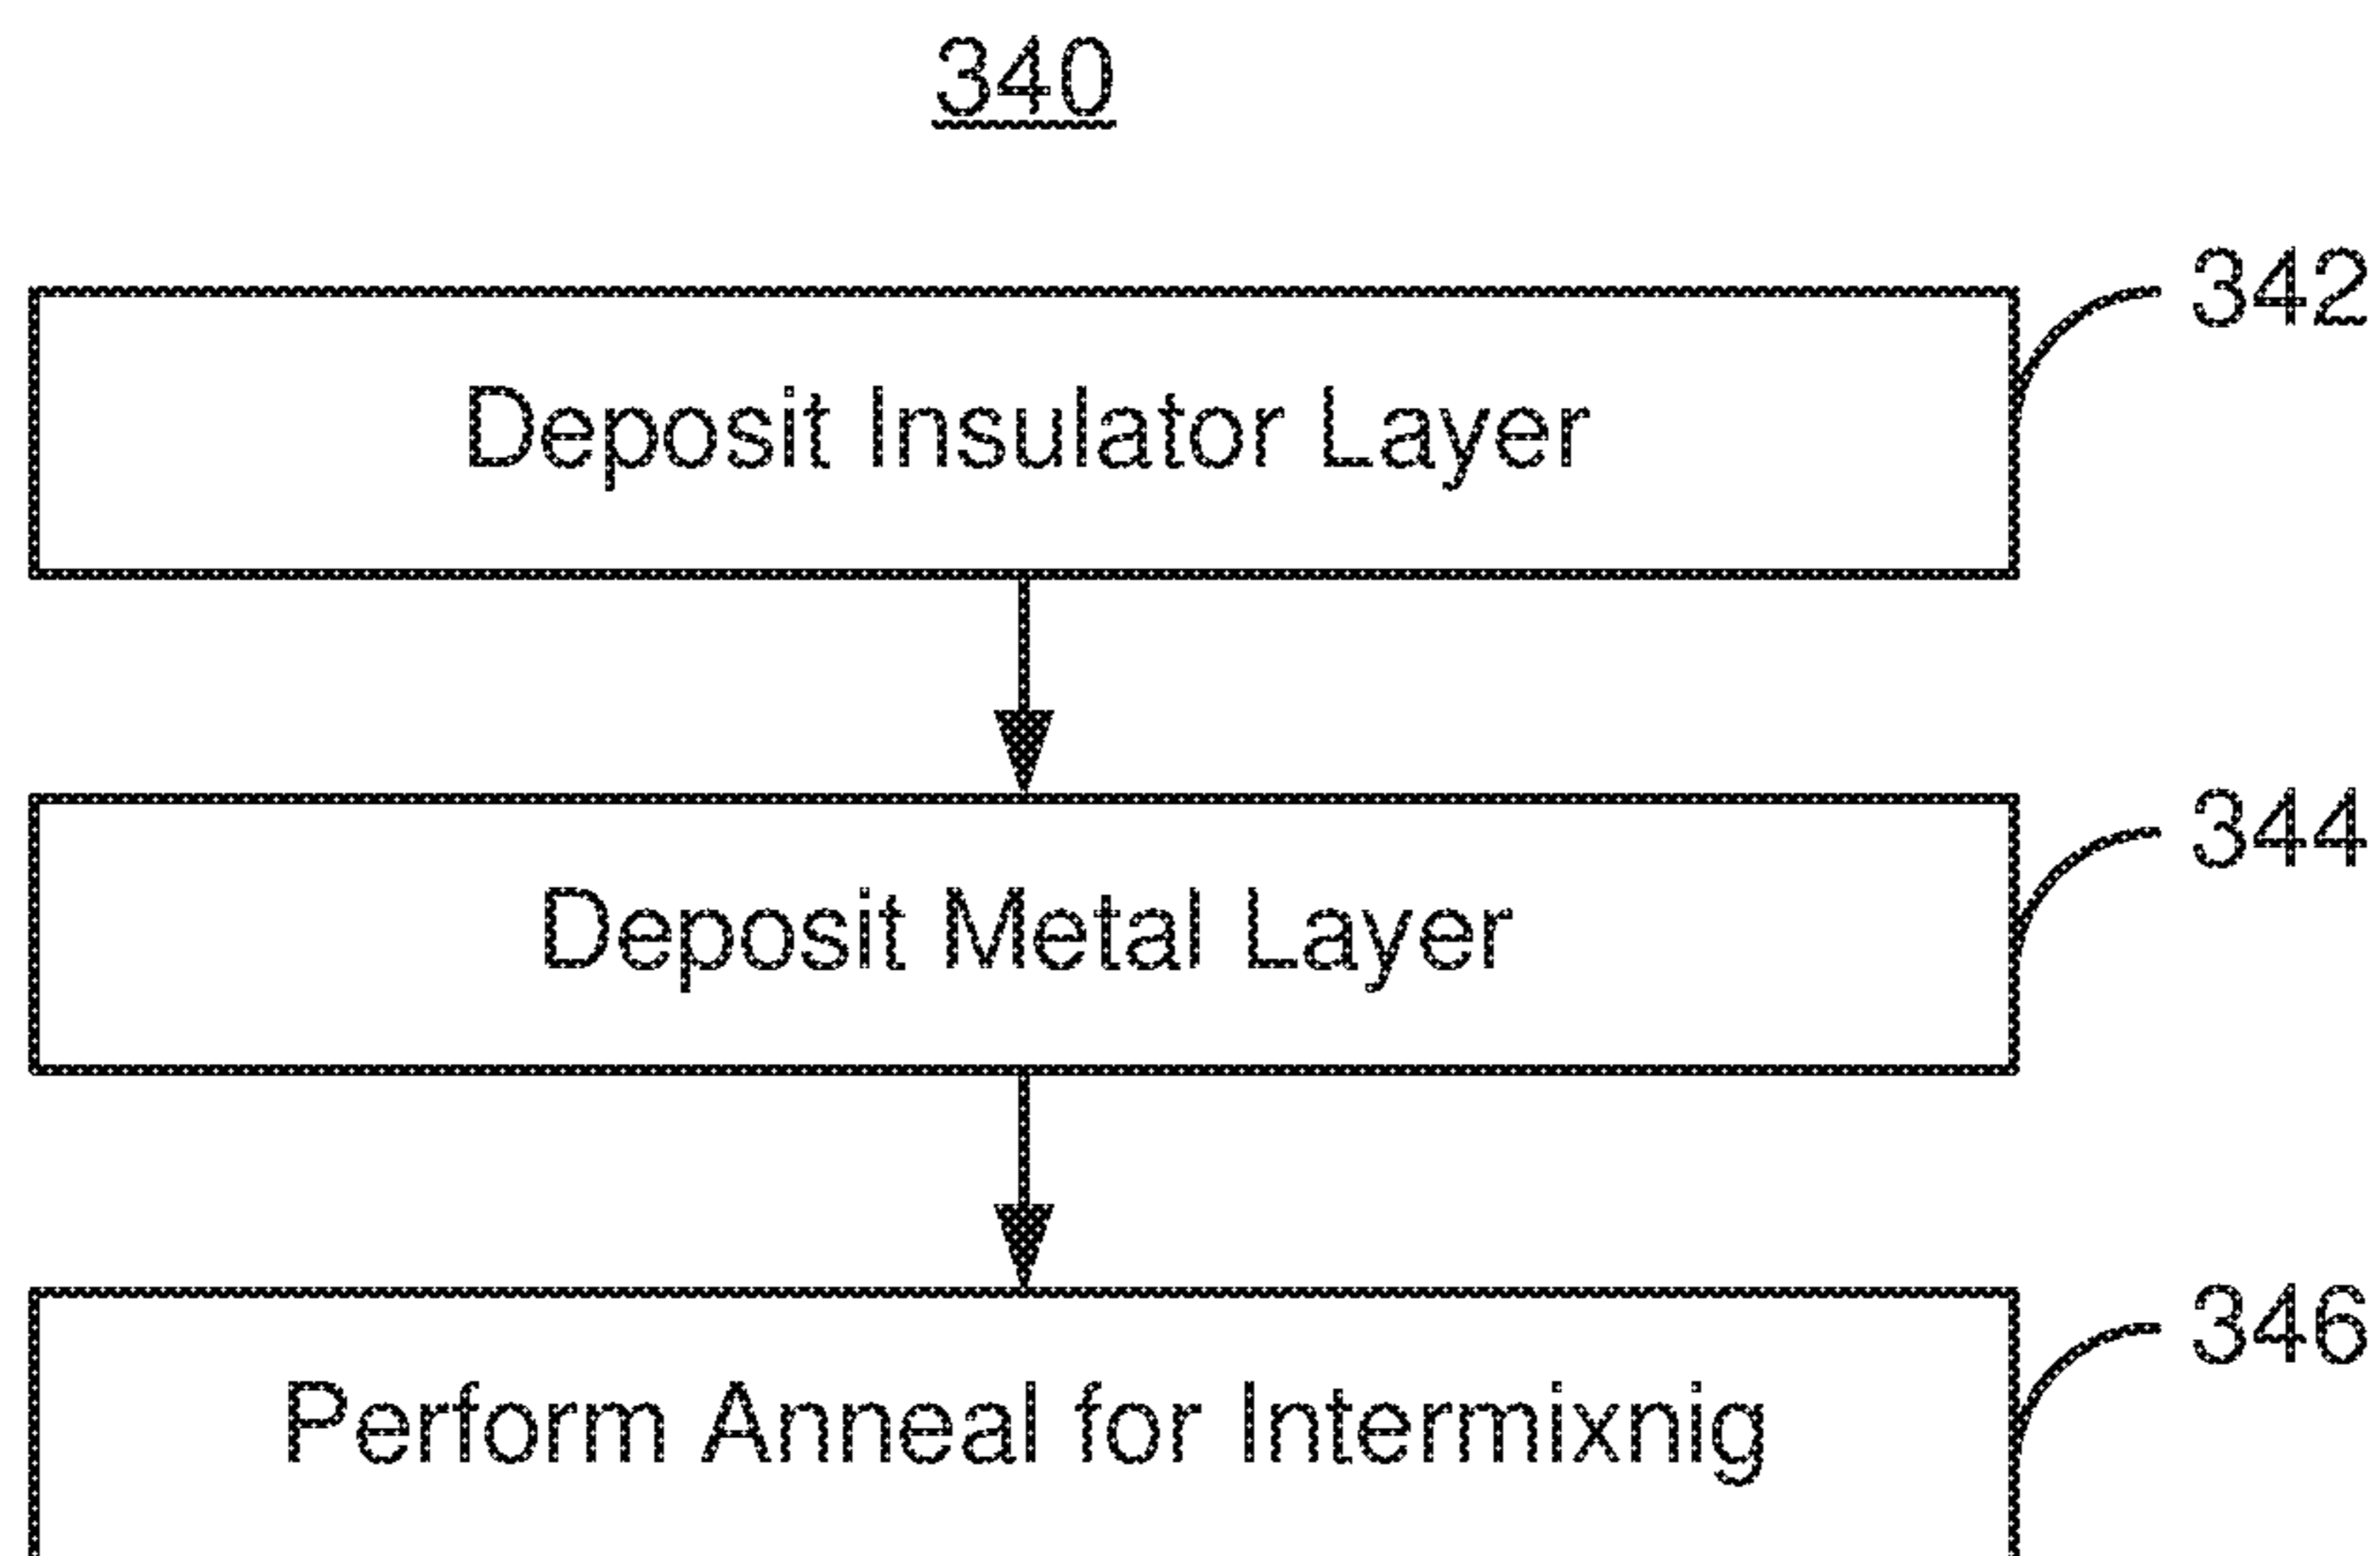 340
342
Deposit Insulator Layer
344
Deposit Metal Layer
346
Perform Anneal for Intermixnig